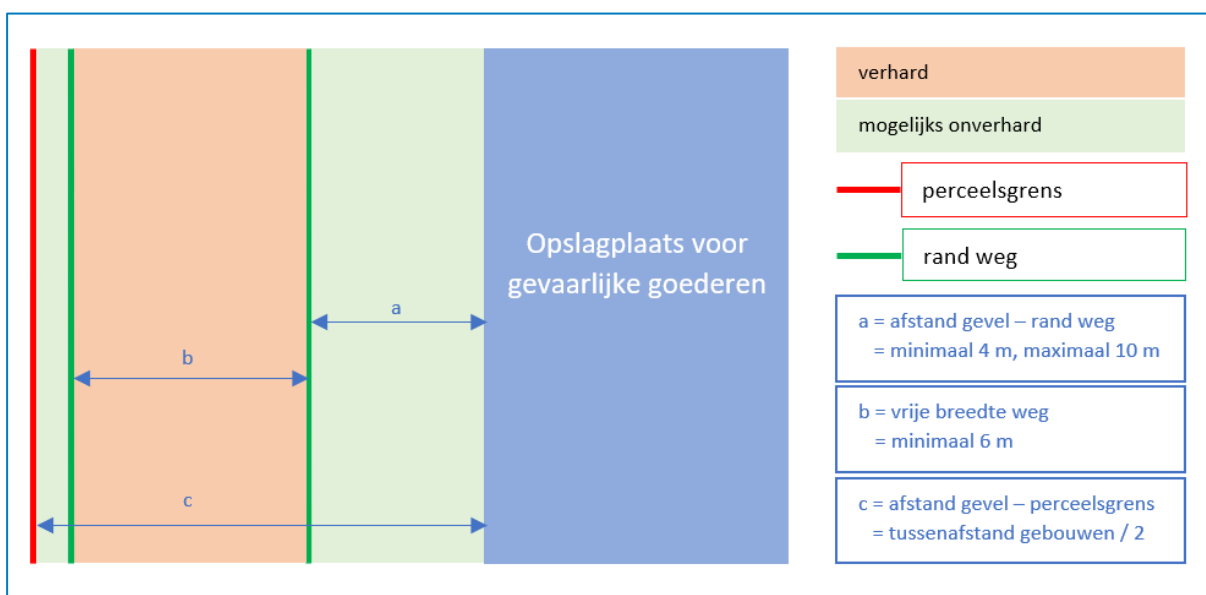 verhard
mogelijks onverhard
perceelsgrens
Opslagplaats voor
gevaarlijke goederen
rand weg
a
a = afstand gevel – rand weg
= minimaal 4 m, maximaal 10 m
b
b = vrije breedte weg
= minimaal 6 m
c
c = afstand gevel – perceelsgrens
= tussenafstand gebouwen / 2